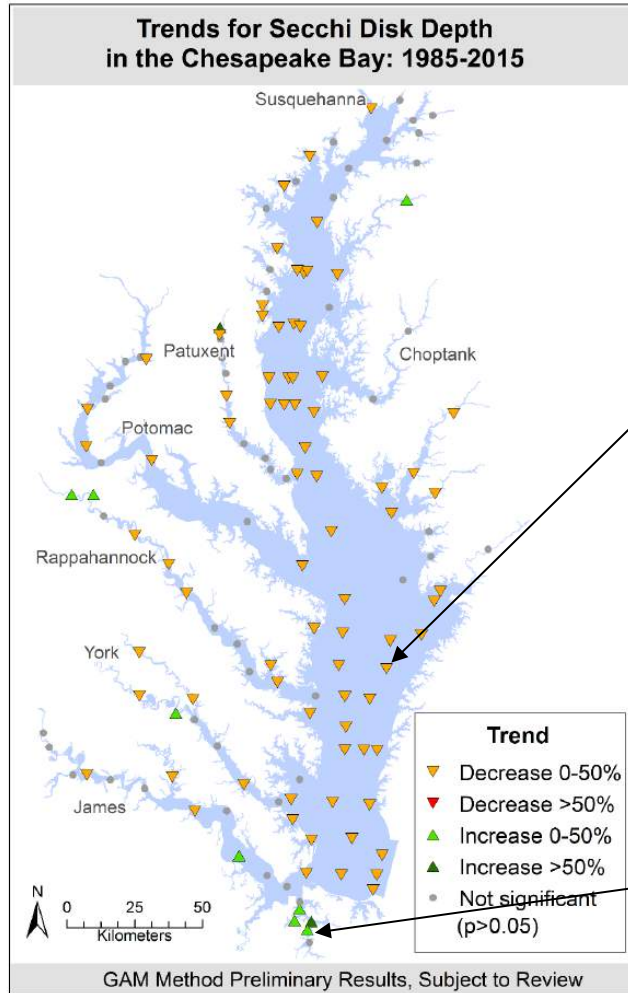 Trends for Secchi Disk Depth
in the Chesapeake Bay: 1985-2015
Susquehanna
Patuxent
Choptank
Potomac
Rappahannock
York
James
Trend
Decrease 0-50%
Decrease >50%
Increase 0-50%
Increase >50%
Not significant
(p>0.05)
N
0 25 50
Kilometers
GAM Method Preliminary Results, Subject to Review